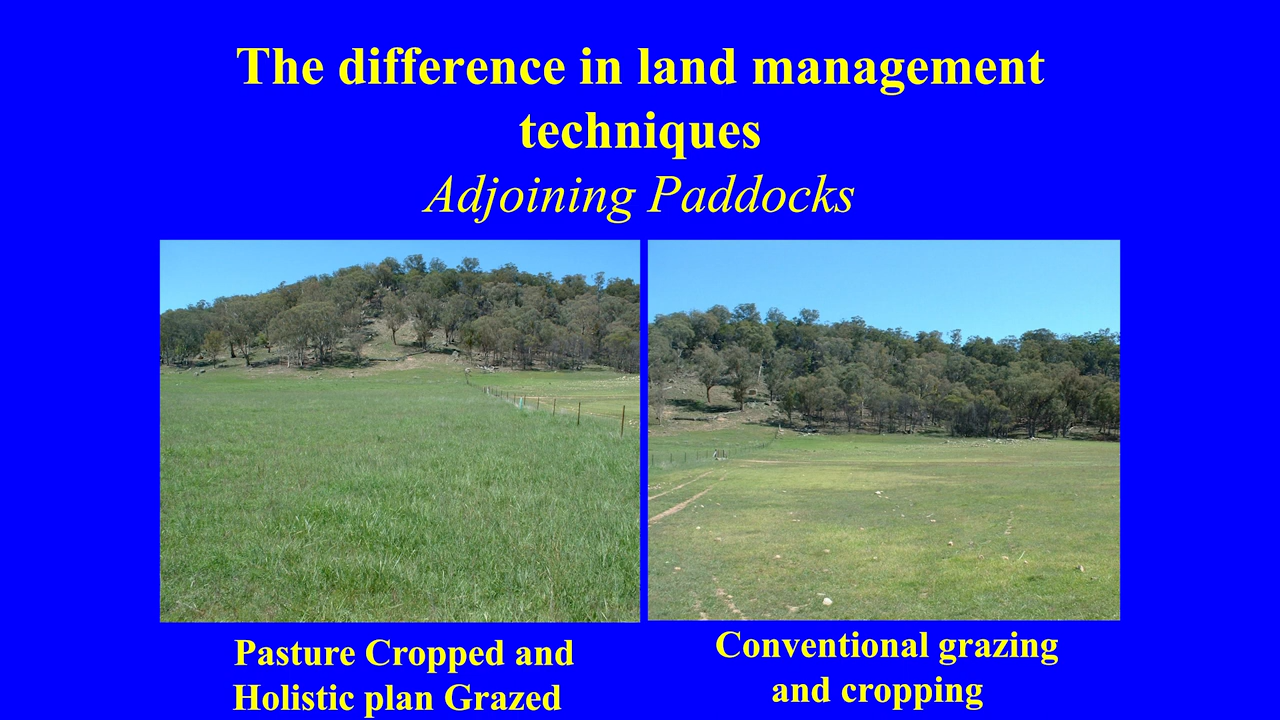 The difference in land management
techniques
Adjoining Paddocks
Pasture Cropped and
Holistic plan Grazed
Conventional grazing
and cropping